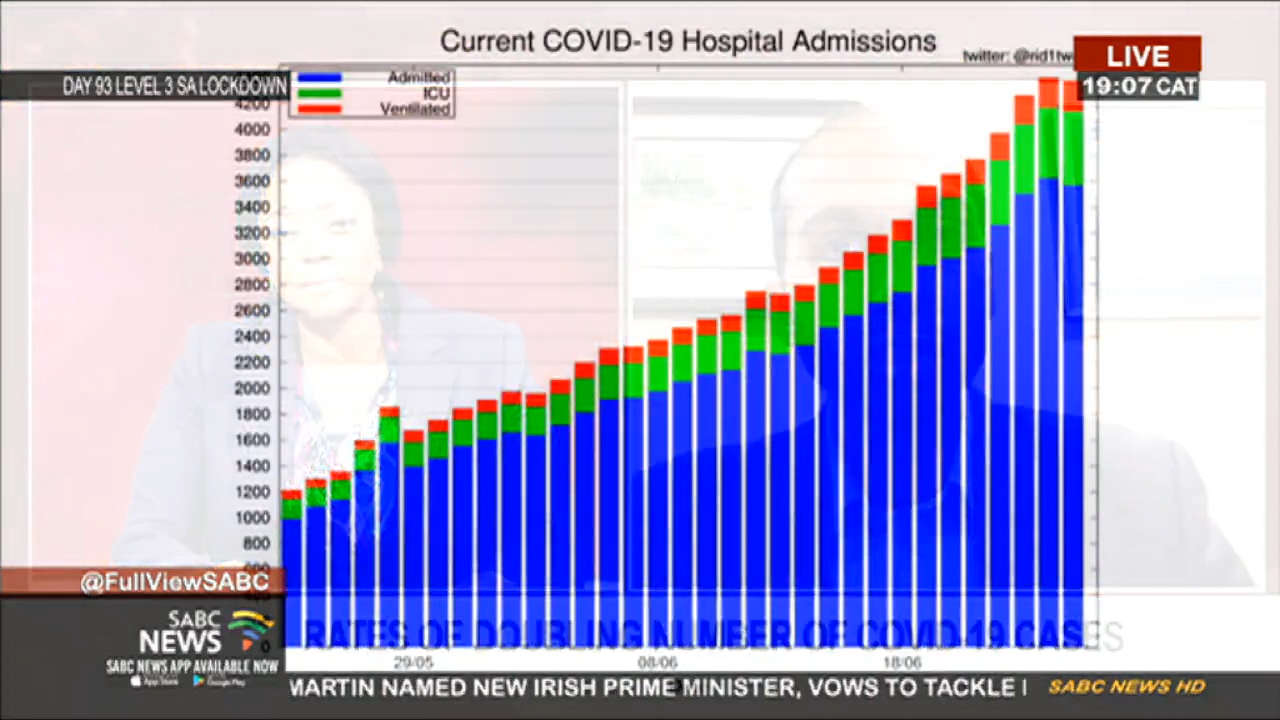 Current COVID-19 Hospital Admissions
twitter: @rid1tw
LIVE
19:07 CAT
DAY 93 LEVEL 3 SA LOCKDOWN
Admitted
ICU
Ventilated
4200
4000
3800
3600
3400
3200
3000
2800
2600
2400
2200
2000
1800
1600
1400
1200
1000
800
0
29/05
08/06
18/06
@FullViewSABC
RATES OF DOUBLING NUMBER OF COVID-19 CASES
SABC
NEWS
SABC NEWS APP AVAILABLE NOW
App Store
Google Play
MARTIN NAMED NEW IRISH PRIME MINISTER, VOWS TO TACKLE
SABC NEWS HD